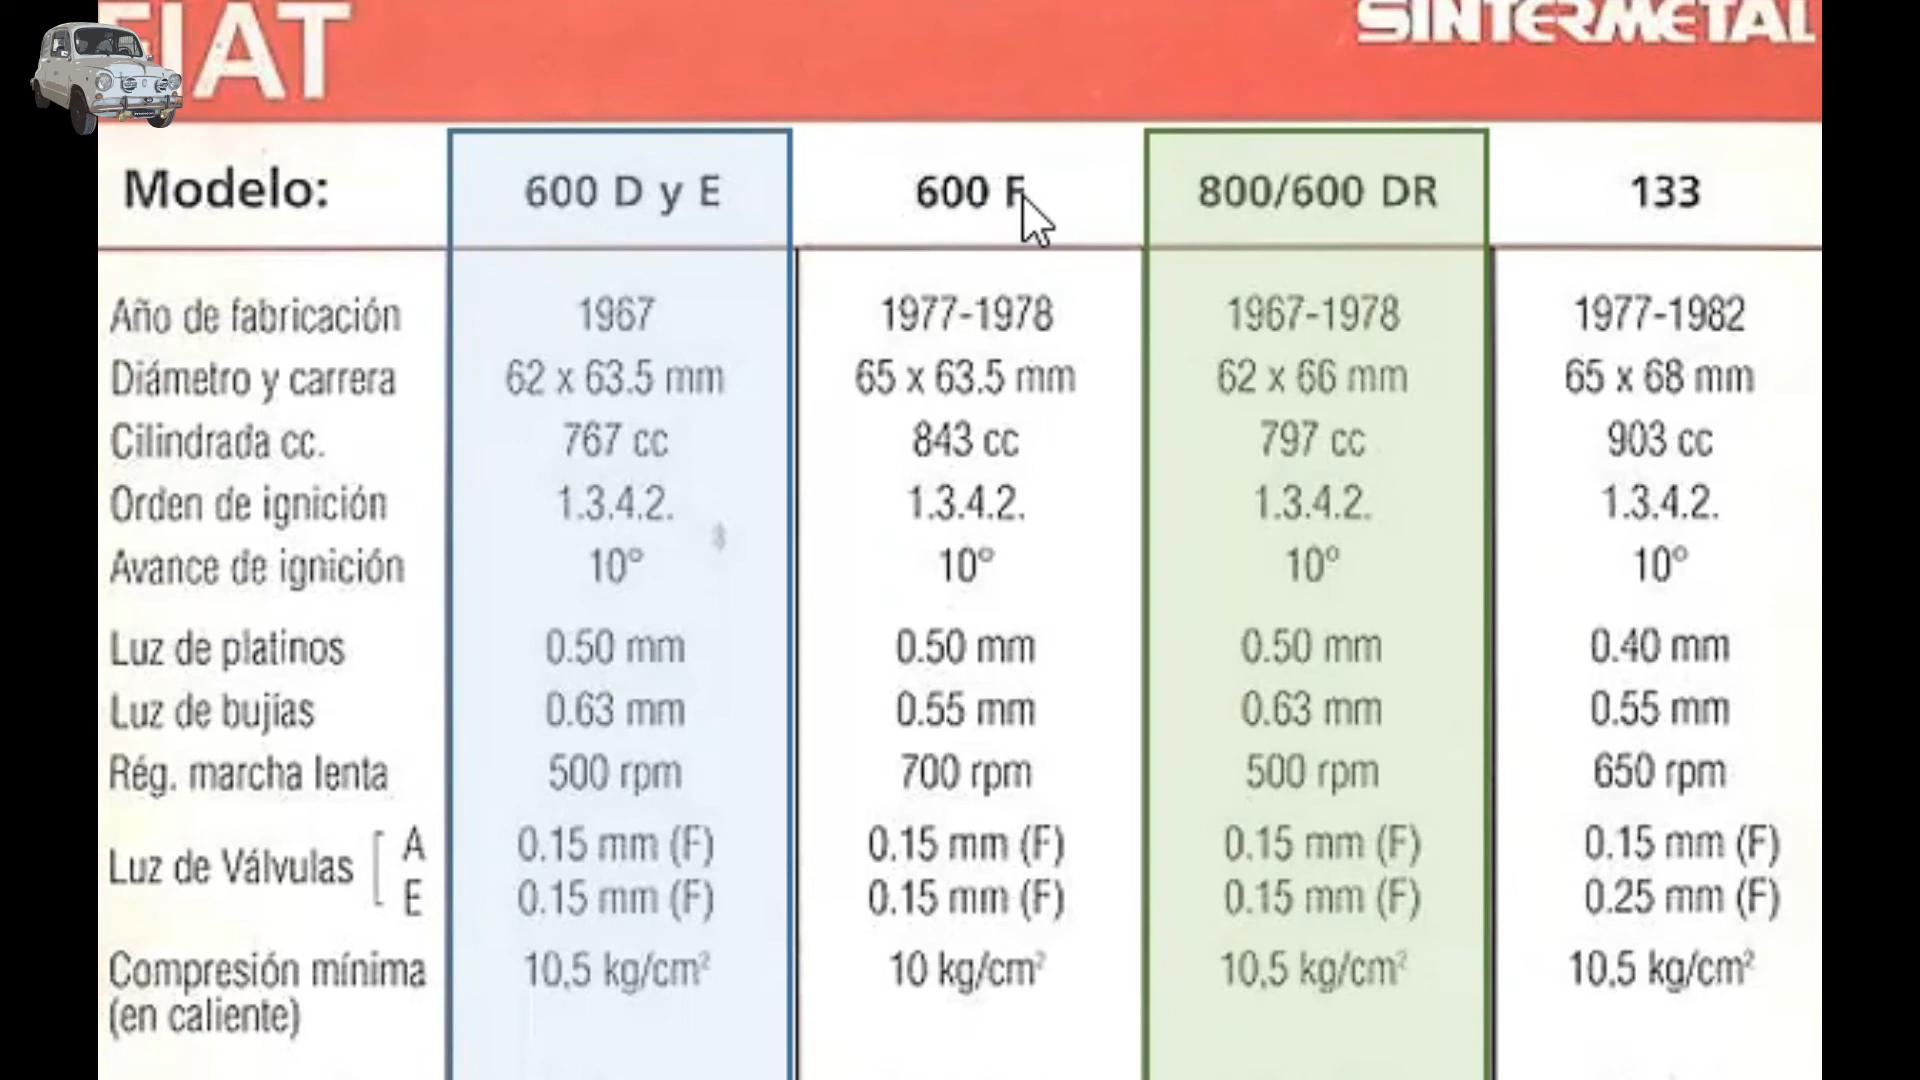 FIAT
SINTERMETAL
Modelo: 600 D y E 600 F 800/600 DR 133
Año de fabricación 1967 1977-1978 1967-1978 1977-1982
Diámetro y carrera 62 x 63.5 mm 65 x 63.5 mm 62 x 66 mm 65 x 68 mm
Cilindrada cc. 767 cc 843 cc 797 cc 903 cc
Orden de ignición 1.3.4.2. 1.3.4.2. 1.3.4.2. 1.3.4.2.
Avance de ignición 10° 10° 10° 10°
Luz de platinos 0.50 mm 0.50 mm 0.50 mm 0.40 mm
Luz de bujías 0.63 mm 0.55 mm 0.63 mm 0.55 mm
Rég. marcha lenta 500 rpm 700 rpm 500 rpm 650 rpm
Luz de Válvulas A 0.15 mm (F) 0.15 mm (F) 0.15 mm (F) 0.15 mm (F)
E 0.15 mm (F) 0.15 mm (F) 0.15 mm (F) 0.25 mm (F)
Compresión mínima 10,5 kg/cm² 10 kg/cm² 10,5 kg/cm² 10,5 kg/cm²
(en caliente)